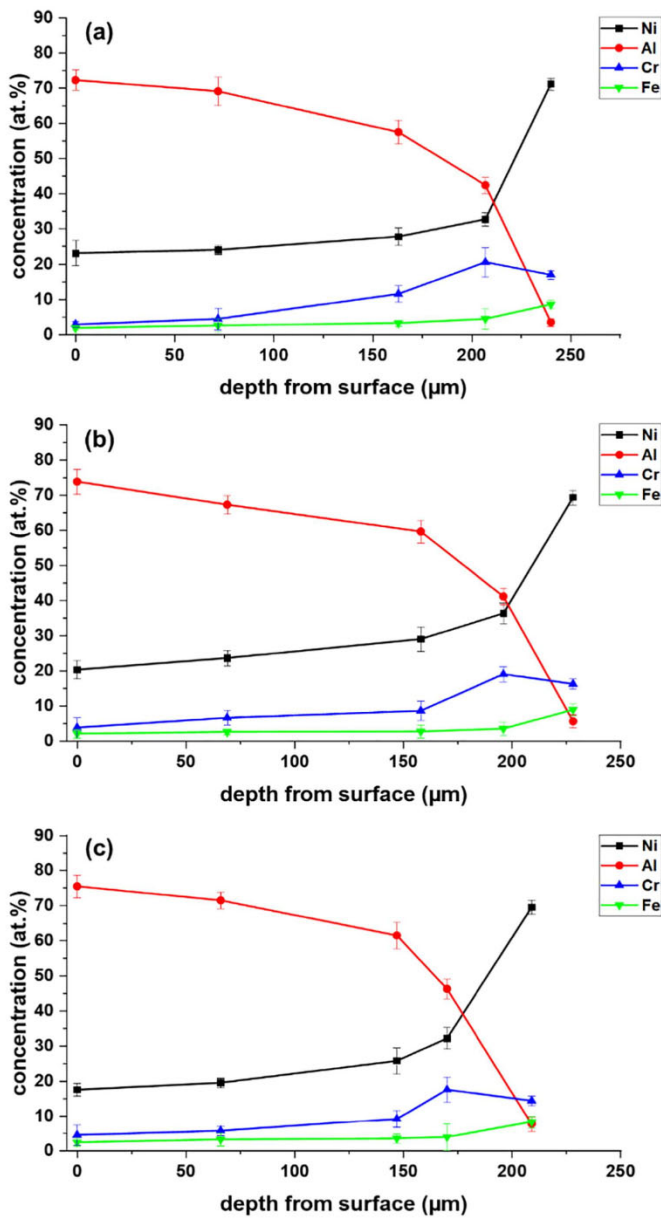 (a)
Ni
Al
Cr
Fe
90
80
70
60
50
40
30
20
10
0
concentration (at.%)
0 50 100 150 200 250
depth from surface (µm)
(b)
Ni
Al
Cr
Fe
90
80
70
60
50
40
30
20
10
0
concentration (at.%)
0 50 100 150 200 250
depth from surface (µm)
(c)
Ni
Al
Cr
Fe
90
80
70
60
50
40
30
20
10
0
concentration (at.%)
0 50 100 150 200 250
depth from surface (µm)